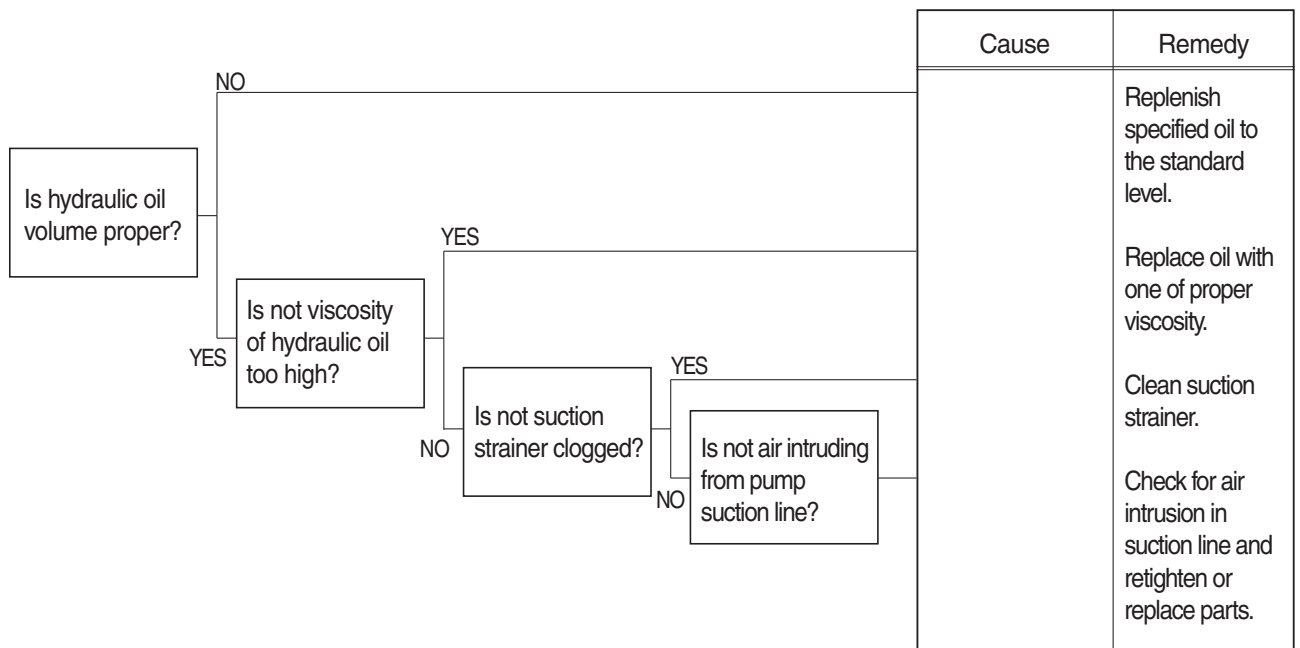 Cause
Remedy
NO
Replenish
specified oil to
the standard
level.
Is hydraulic oil
volume proper?
YES
Replace oil with
one of proper
viscosity.
YES
Is not viscosity
of hydraulic oil
too high?
YES
Clean suction
strainer.
NO
Is not suction
strainer clogged?
NO
Is not air intruding
from pump
suction line?
Check for air
intrusion in
suction line and
retighten or
replace parts.